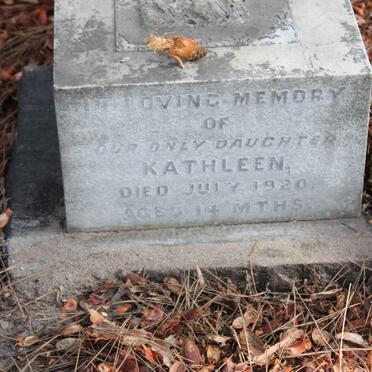 IN LOVING MEMORY
OF
OUR ONLY DAUGHTER
KATHLEEN,
DIED JULY 1920.
AGED 14 MTHS.